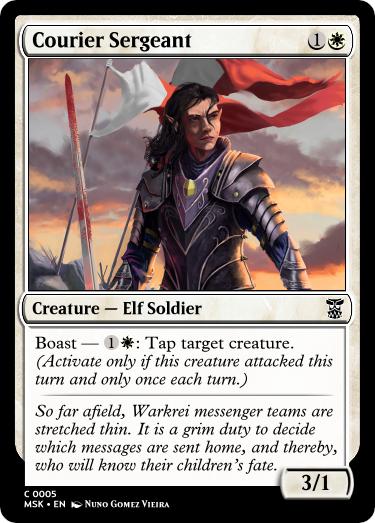 Courier Sergeant 1
Creature — Elf Soldier
Boast — 1: Tap target creature.
(Activate only if this creature attacked this
turn and only once each turn.)
So far afield, Warkrei messenger teams are
stretched thin. It is a grim duty to decide
which messages are sent home, and thereby,
who will know their children's fate.
3/1
C 0005
MSK • EN Nuno Gomez Vieira